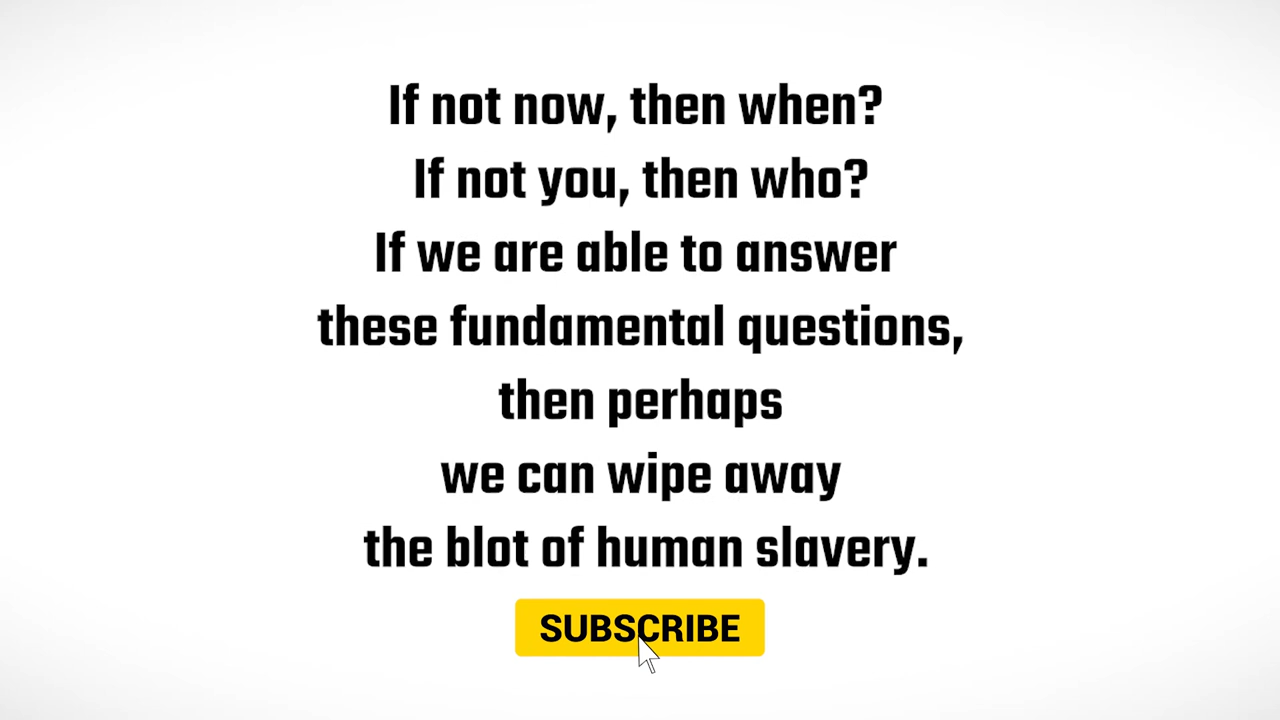 If not now, then when?
If not you, then who?
If we are able to answer
these fundamental questions,
then perhaps
we can wipe away
the blot of human slavery.
SUBSCRIBE